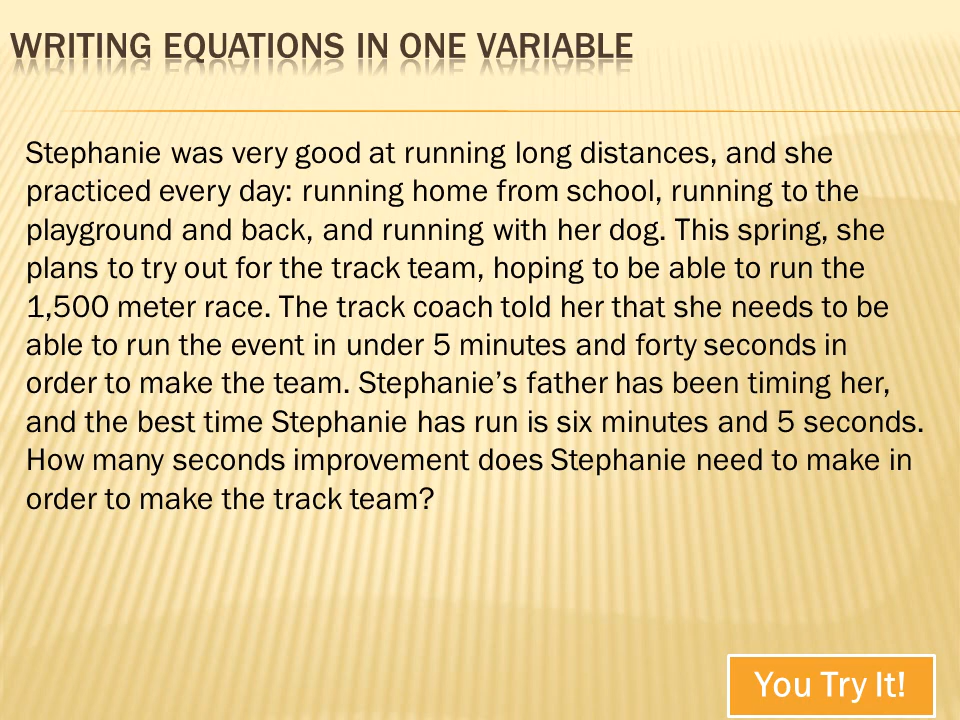 WRITING EQUATIONS IN ONE VARIABLE
Stephanie was very good at running long distances, and she
practiced every day: running home from school, running to the
playground and back, and running with her dog. This spring, she
plans to try out for the track team, hoping to be able to run the
1,500 meter race. The track coach told her that she needs to be
able to run the event in under 5 minutes and forty seconds in
order to make the team. Stephanie’s father has been timing her,
and the best time Stephanie has run is six minutes and 5 seconds.
How many seconds improvement does Stephanie need to make in
order to make the track team?
You Try It!